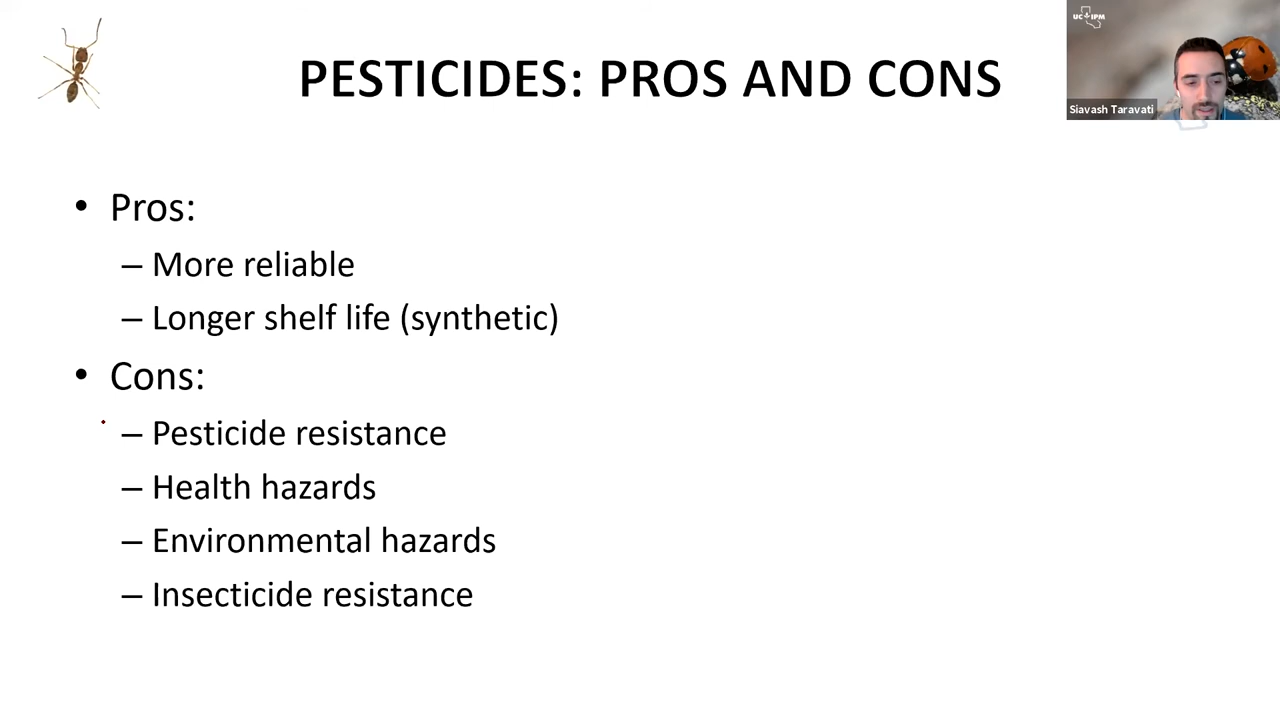 UC IPM
PESTICIDES: PROS AND CONS
Siavash Taravati
• Pros:
– More reliable
– Longer shelf life (synthetic)
• Cons:
– Pesticide resistance
– Health hazards
– Environmental hazards
– Insecticide resistance